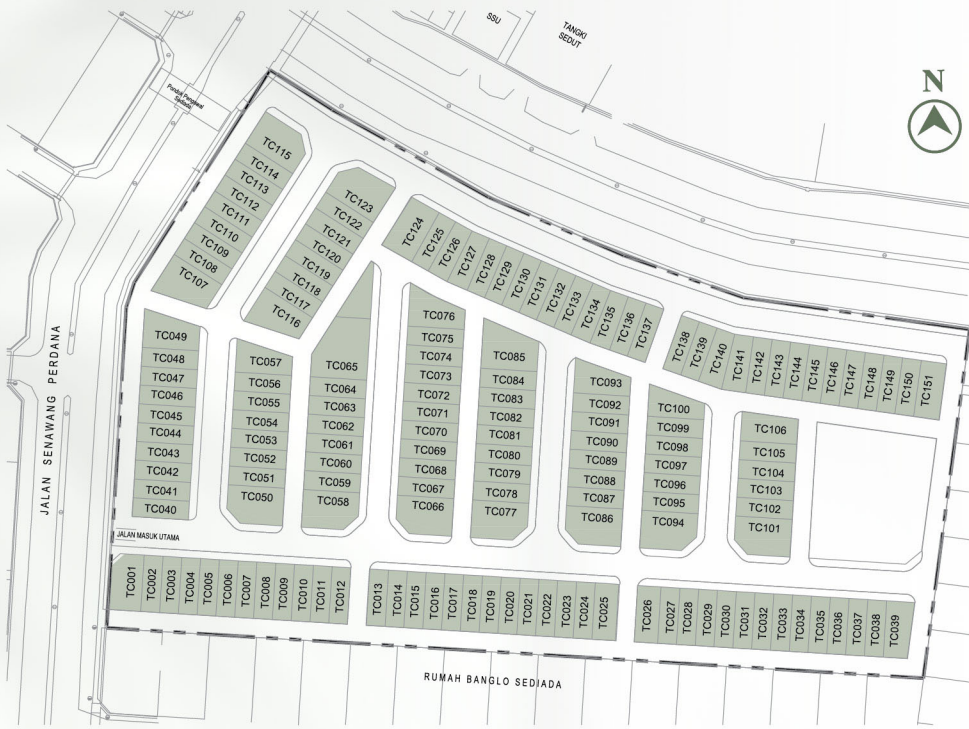 SSU
TANGKI
SEDUT
N
Pondok Pengawal
Sediada
TC115
TC114
TC113
TC112
TC111
TC110
TC109
TC108
TC107
TC123
TC122
TC121
TC120
TC119
TC118
TC117
TC116
TC124
TC125
TC126
TC127
TC128
TC129
TC130
TC131
TC132
TC133
TC134
TC135
TC136
TC137
TC138
TC139
TC140
TC141
TC142
TC143
TC144
TC145
TC146
TC147
TC148
TC149
TC150
TC151
JALAN SENAWANG PERDANA
TC049
TC048
TC047
TC046
TC045
TC044
TC043
TC042
TC041
TC040
TC057
TC056
TC055
TC054
TC053
TC052
TC051
TC050
TC065
TC064
TC063
TC062
TC061
TC060
TC059
TC058
TC076
TC075
TC074
TC073
TC072
TC071
TC070
TC069
TC068
TC067
TC066
TC085
TC084
TC083
TC082
TC081
TC080
TC079
TC078
TC077
TC093
TC092
TC091
TC090
TC089
TC088
TC087
TC086
TC100
TC099
TC098
TC097
TC096
TC095
TC094
TC106
TC105
TC104
TC103
TC102
TC101
JALAN MASUK UTAMA
TC001
TC002
TC003
TC004
TC005
TC006
TC007
TC008
TC009
TC010
TC011
TC012
TC013
TC014
TC015
TC016
TC017
TC018
TC019
TC020
TC021
TC022
TC023
TC024
TC025
TC026
TC027
TC028
TC029
TC030
TC031
TC032
TC033
TC034
TC035
TC036
TC037
TC038
TC039
RUMAH BANGLO SEDIADA